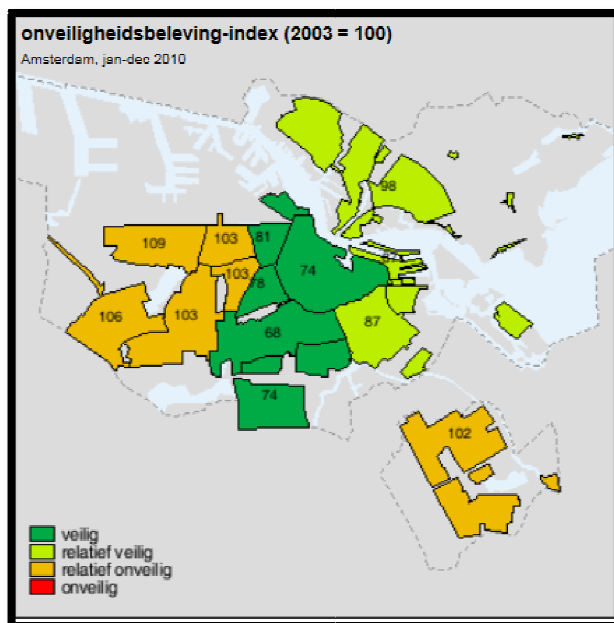 onveiligheidsbeleving-index (2003 = 100)
Amsterdam, jan-dec 2010
98
109
103
81
103
74
78
106
103
68
87
74
102
veilig
relatief veilig
relatief onveilig
onveilig